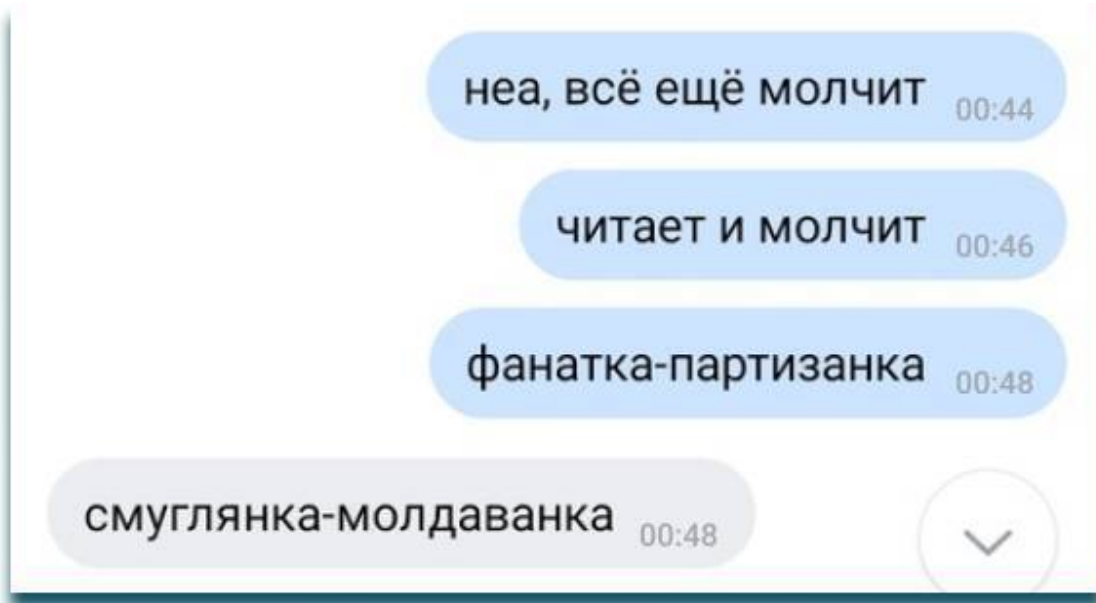 неа, всё ещё молчит 00:44
читает и молчит 00:46
фанатка-партизанка 00:48
смуглянка-молдаванка 00:48